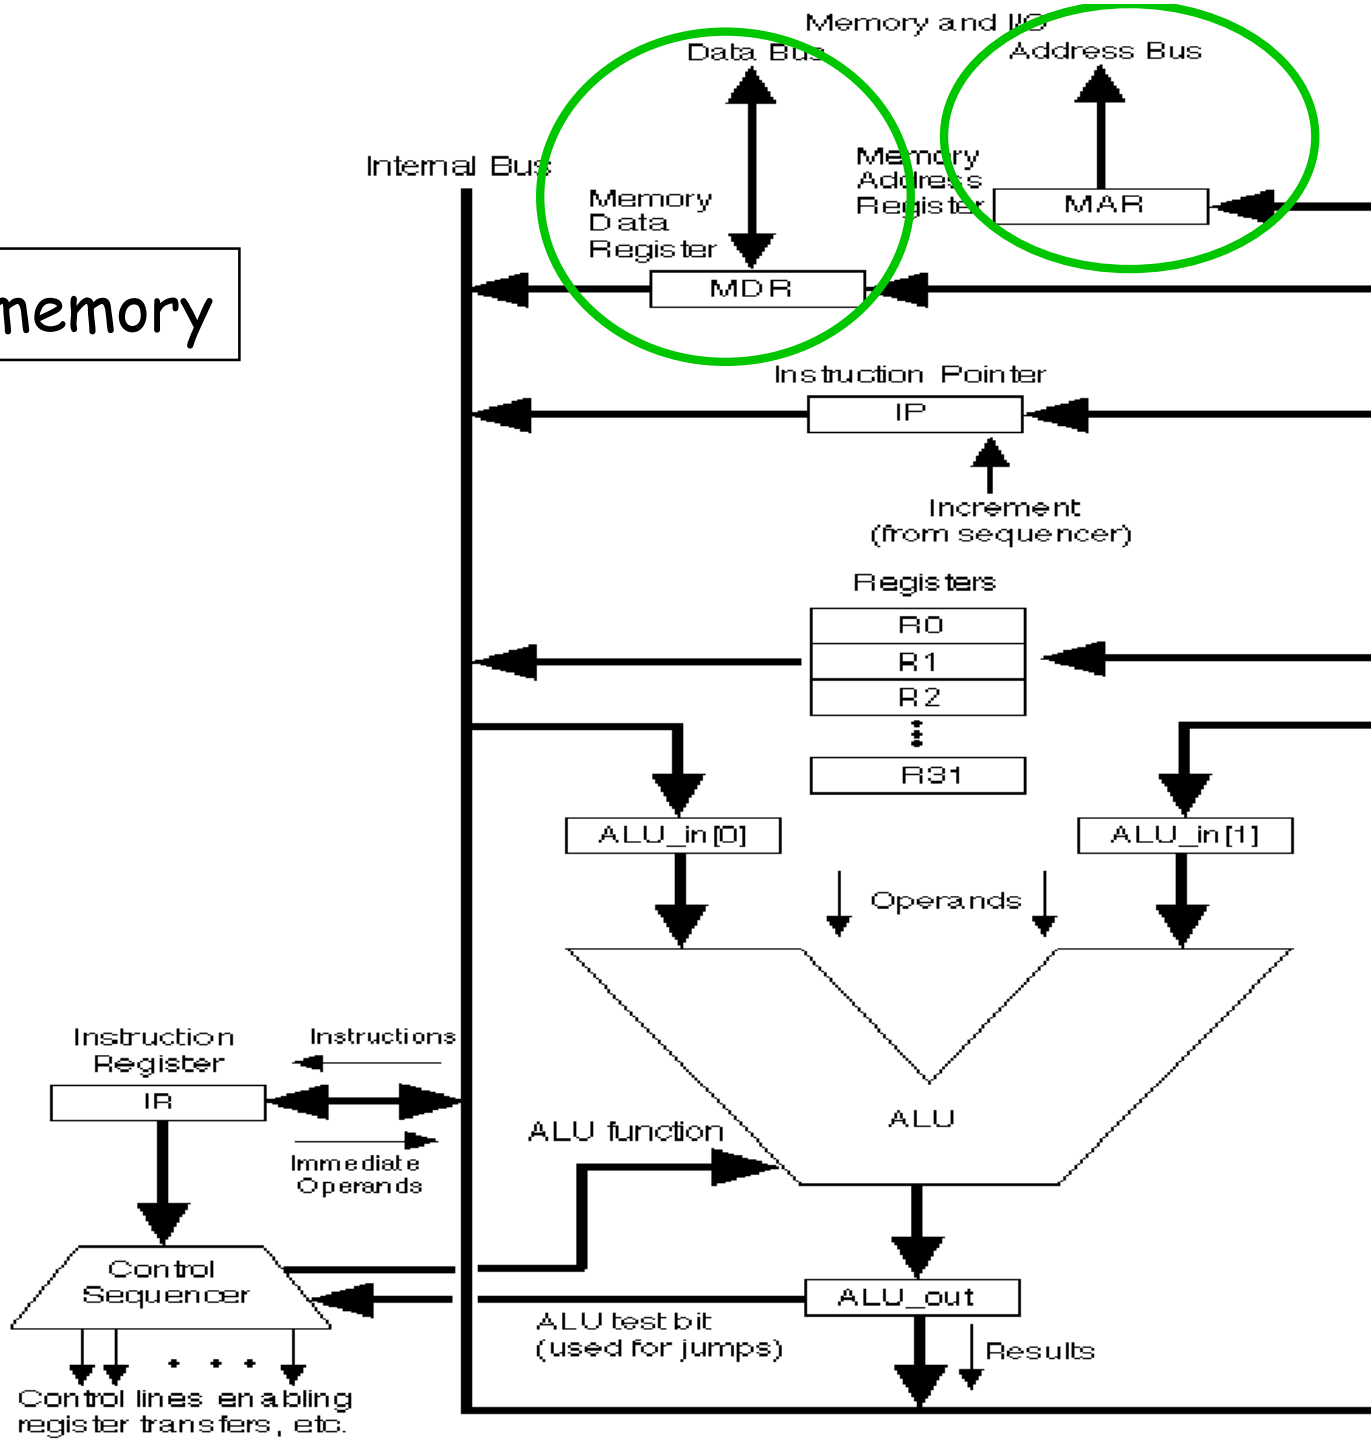 Memory and I/O
Data Bus
Address Bus
Internal Bus
Memory
Address
Register
MAR
Memory
Data
Register
MDR
memory
Instruction Pointer
IP
Increment
(from sequencer)
Registers
R0
R1
R2
R31
ALU_in[0]
ALU_in[1]
Operands
Instruction
Register
Instructions
IR
ALU
ALU function
Immediate
Operands
Control
Sequencer
ALU_out
ALU test bit
(used for jumps)
Results
Control lines enabling
register transfers, etc.